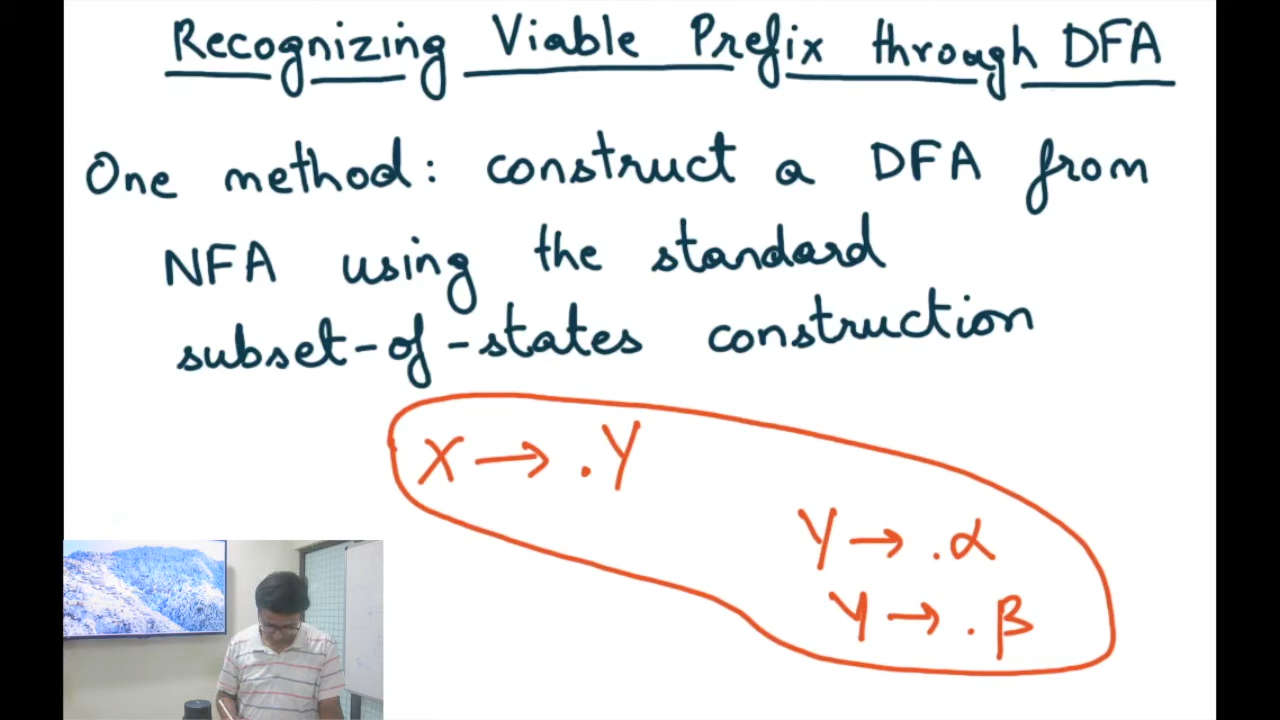 Recognizing Viable Prefix through DFA
One method: construct a DFA from
NFA using the standard
subset-of-states construction
X → .Y
Y → .α
Y → .β